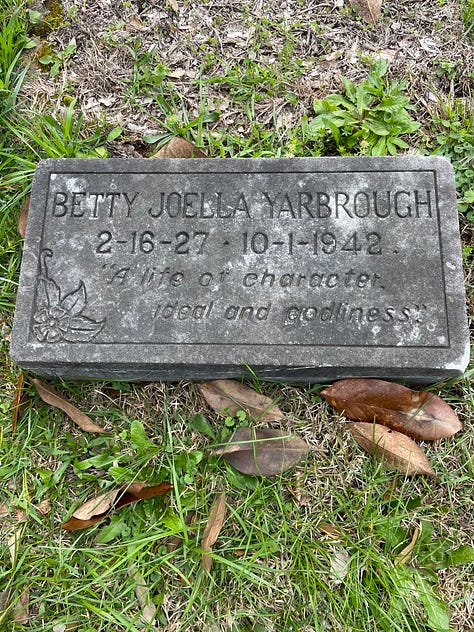 BETTY JOELLA YARBROUGH
2-16-27 · 10-1-1942.
"A life of character,
ideal and godliness"